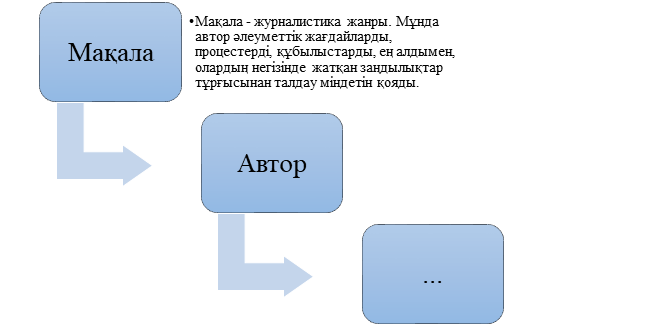 Мақала
•Мақала - журналистика жанры. Мұнда
автор әлеуметтік жағдайларды,
процестерді, құбылыстарды, ең алдымен,
олардың негізінде жатқан заңдылықтар
тұрғысынан талдау міндетін қояды.
Автор
...